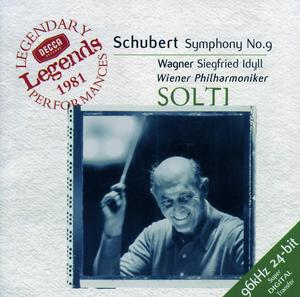 LEGENDARY
DECCA
Legends
1981
PERFORMANCES
Schubert Symphony No.9
Wagner Siegfried Idyll
Wiener Philharmoniker
SOLTI
96kHz 24-bit
Super
DIGITAL
Transfer